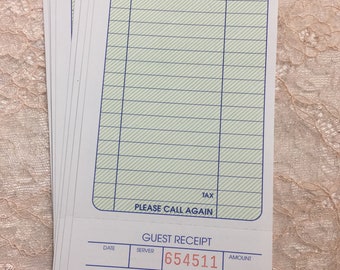 TAX
PLEASE CALL AGAIN
GUEST RECEIPT
DATE SERVER 654511 AMOUNT